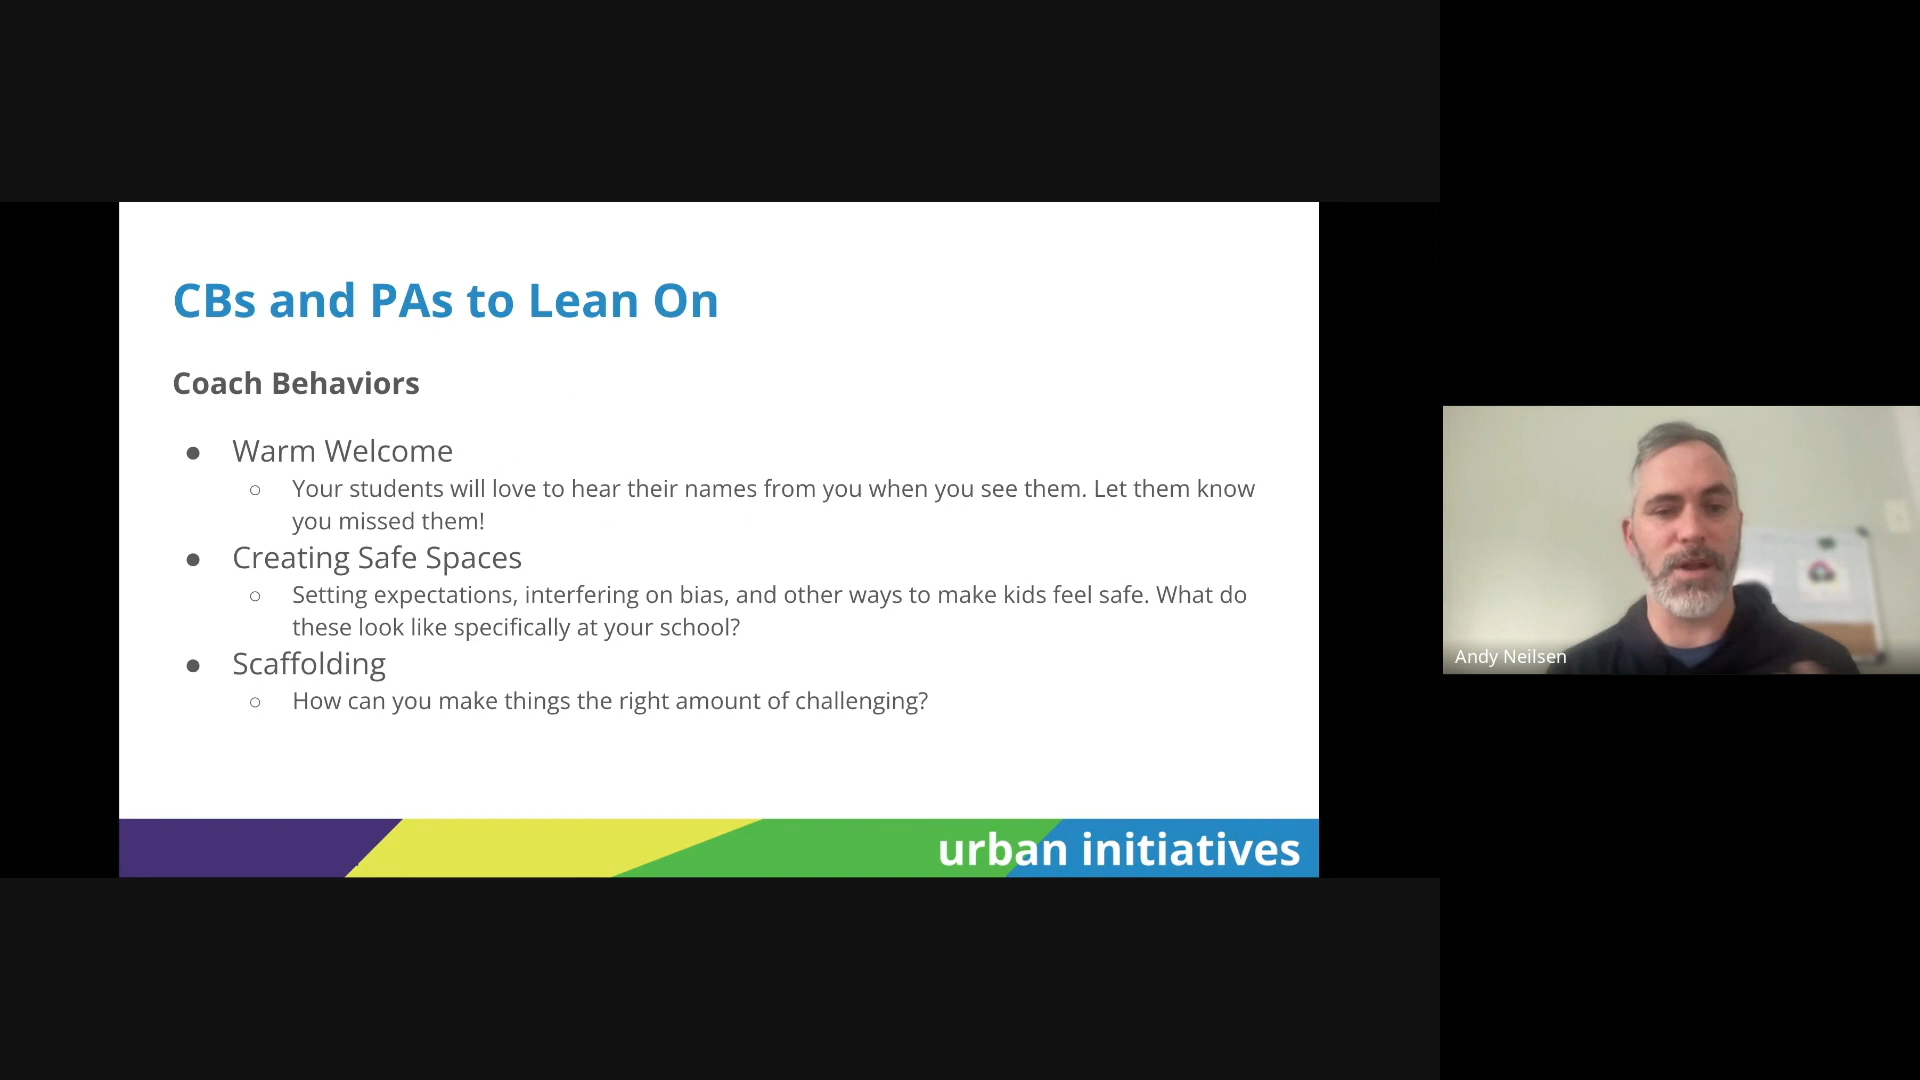 CBs and PAs to Lean On
Coach Behaviors
● Warm Welcome
○ Your students will love to hear their names from you when you see them. Let them know
you missed them!
● Creating Safe Spaces
○ Setting expectations, interfering on bias, and other ways to make kids feel safe. What do
these look like specifically at your school?
● Scaffolding
○ How can you make things the right amount of challenging?
urban initiatives
Andy Neilsen